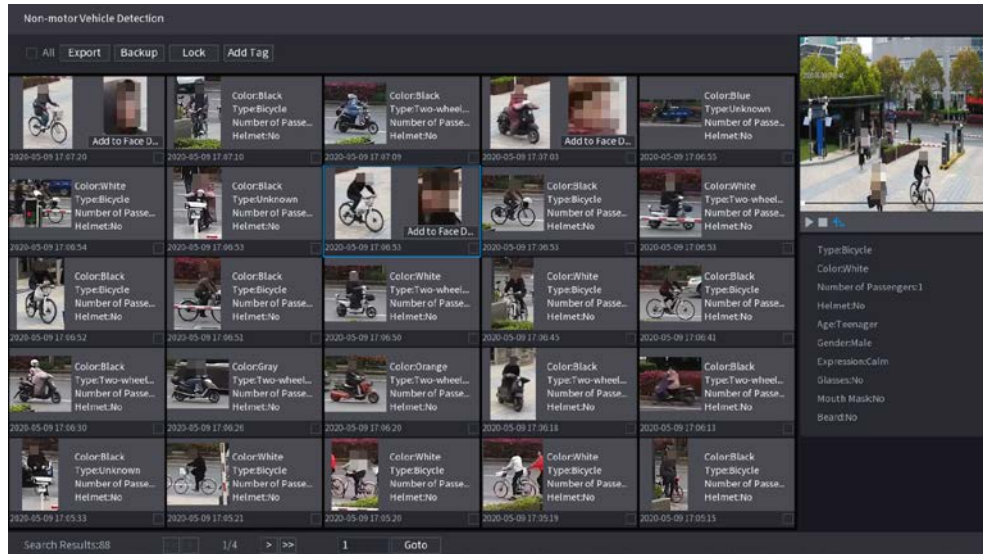 Non-motor Vehicle Detection
All Export Backup Lock Add Tag
Add to Face D...
2020-05-09 17:07:20
Color:Black
Type:Bicycle
Number of Passe...
Helmet:No
2020-05-09 17:07:10
Color:Black
Type:Two-wheel...
Number of Passe...
Helmet:No
2020-05-09 17:07:09
Add to Face D...
2020-05-09 17:07:03
Color:Blue
Type:Unknown
Number of Passe...
Helmet:No
2020-05-09 17:06:55
Color:White
Type:Bicycle
Number of Passe...
Helmet:No
2020-05-09 17:06:54
Color:Black
Type:Unknown
Number of Passe...
Helmet:No
2020-05-09 17:06:53
Add to Face D...
2020-05-09 17:06:53
Color:Black
Type:Bicycle
Number of Passe...
Helmet:No
2020-05-09 17:06:53
Color:White
Type:Two-wheel...
Number of Passe...
Helmet:No
2020-05-09 17:06:53
Color:Black
Type:Bicycle
Number of Passe...
Helmet:No
2020-05-09 17:06:52
Color:Black
Type:Bicycle
Number of Passe...
Helmet:No
2020-05-09 17:06:51
Color:White
Type:Two-wheel...
Number of Passe...
Helmet:No
2020-05-09 17:06:50
Color:White
Type:Bicycle
Number of Passe...
Helmet:No
2020-05-09 17:06:45
Color:Black
Type:Bicycle
Number of Passe...
Helmet:No
2020-05-09 17:06:41
Color:Black
Type:Two-wheel...
Number of Passe...
Helmet:No
2020-05-09 17:06:30
Color:Gray
Type:Two-wheel...
Number of Passe...
Helmet:No
2020-05-09 17:06:26
Color:Orange
Type:Two-wheel...
Number of Passe...
Helmet:No
2020-05-09 17:06:20
Color:Black
Type:Two-wheel...
Number of Passe...
Helmet:No
2020-05-09 17:06:18
Color:Black
Type:Two-wheel...
Number of Passe...
Helmet:No
2020-05-09 17:06:13
Color:Black
Type:Unknown
Number of Passe...
Helmet:No
2020-05-09 17:05:33
Color:White
Type:Bicycle
Number of Passe...
Helmet:No
2020-05-09 17:05:21
Color:White
Type:Bicycle
Number of Passe...
Helmet:No
2020-05-09 17:05:20
Color:White
Type:Bicycle
Number of Passe...
Helmet:No
2020-05-09 17:05:19
Color:Black
Type:Bicycle
Number of Passe...
Helmet:No
2020-05-09 17:05:15
Type:Bicycle
Color:White
Number of Passengers:1
Helmet:No
Age:Teenager
Gender:Male
Expression:Calm
Glasses:No
Mouth Mask:No
Beard:No
Search Results:88 1/4 > >> 1 Goto